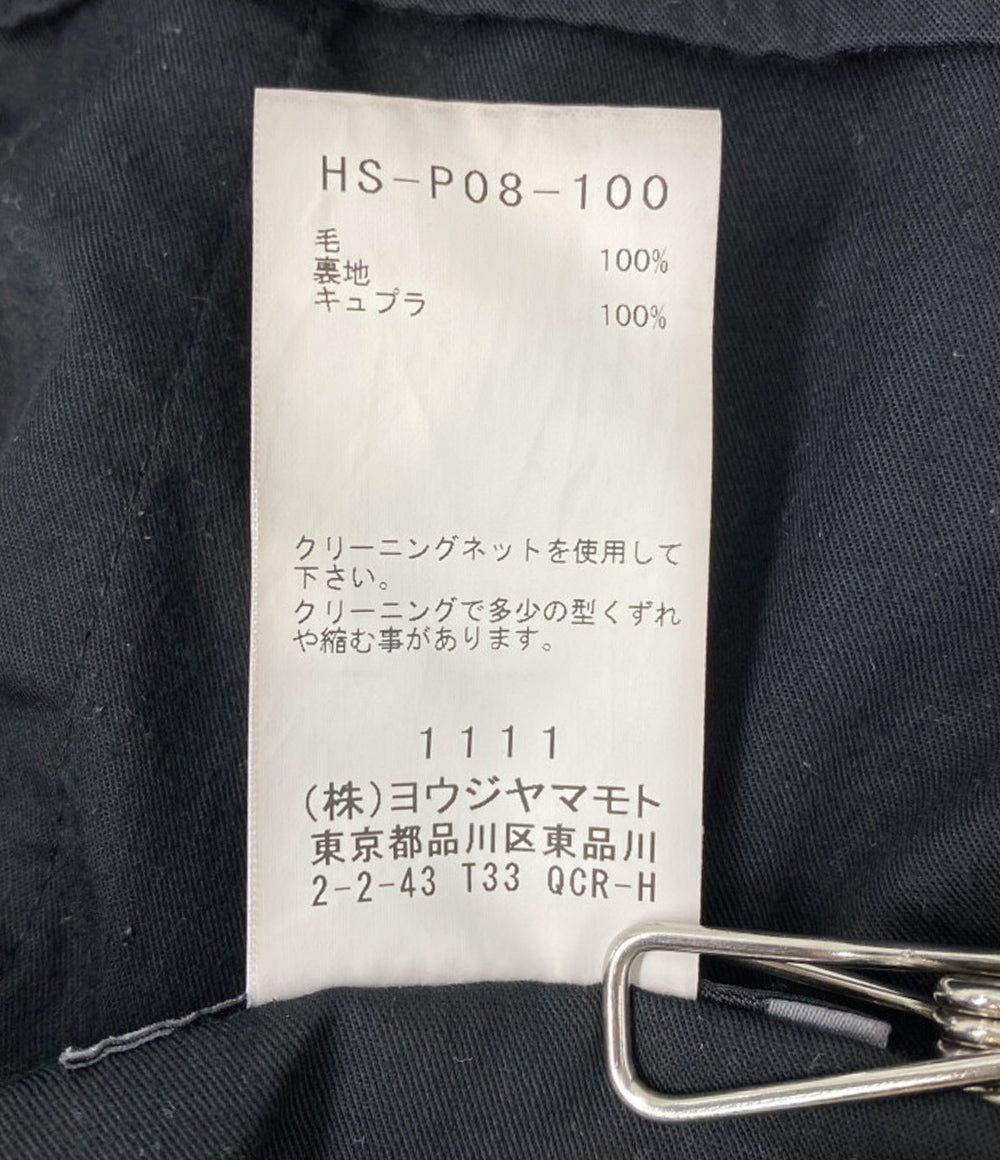 HS-P08-100
毛 100%
裏地
キュプラ 100%
クリーニングネットを使用して
下さい。
クリーニングで多少の型くずれ
や縮む事があります。
1111
(株)ヨウジヤマモト
東京都品川区東品川
2-2-43 T33 QCR-H